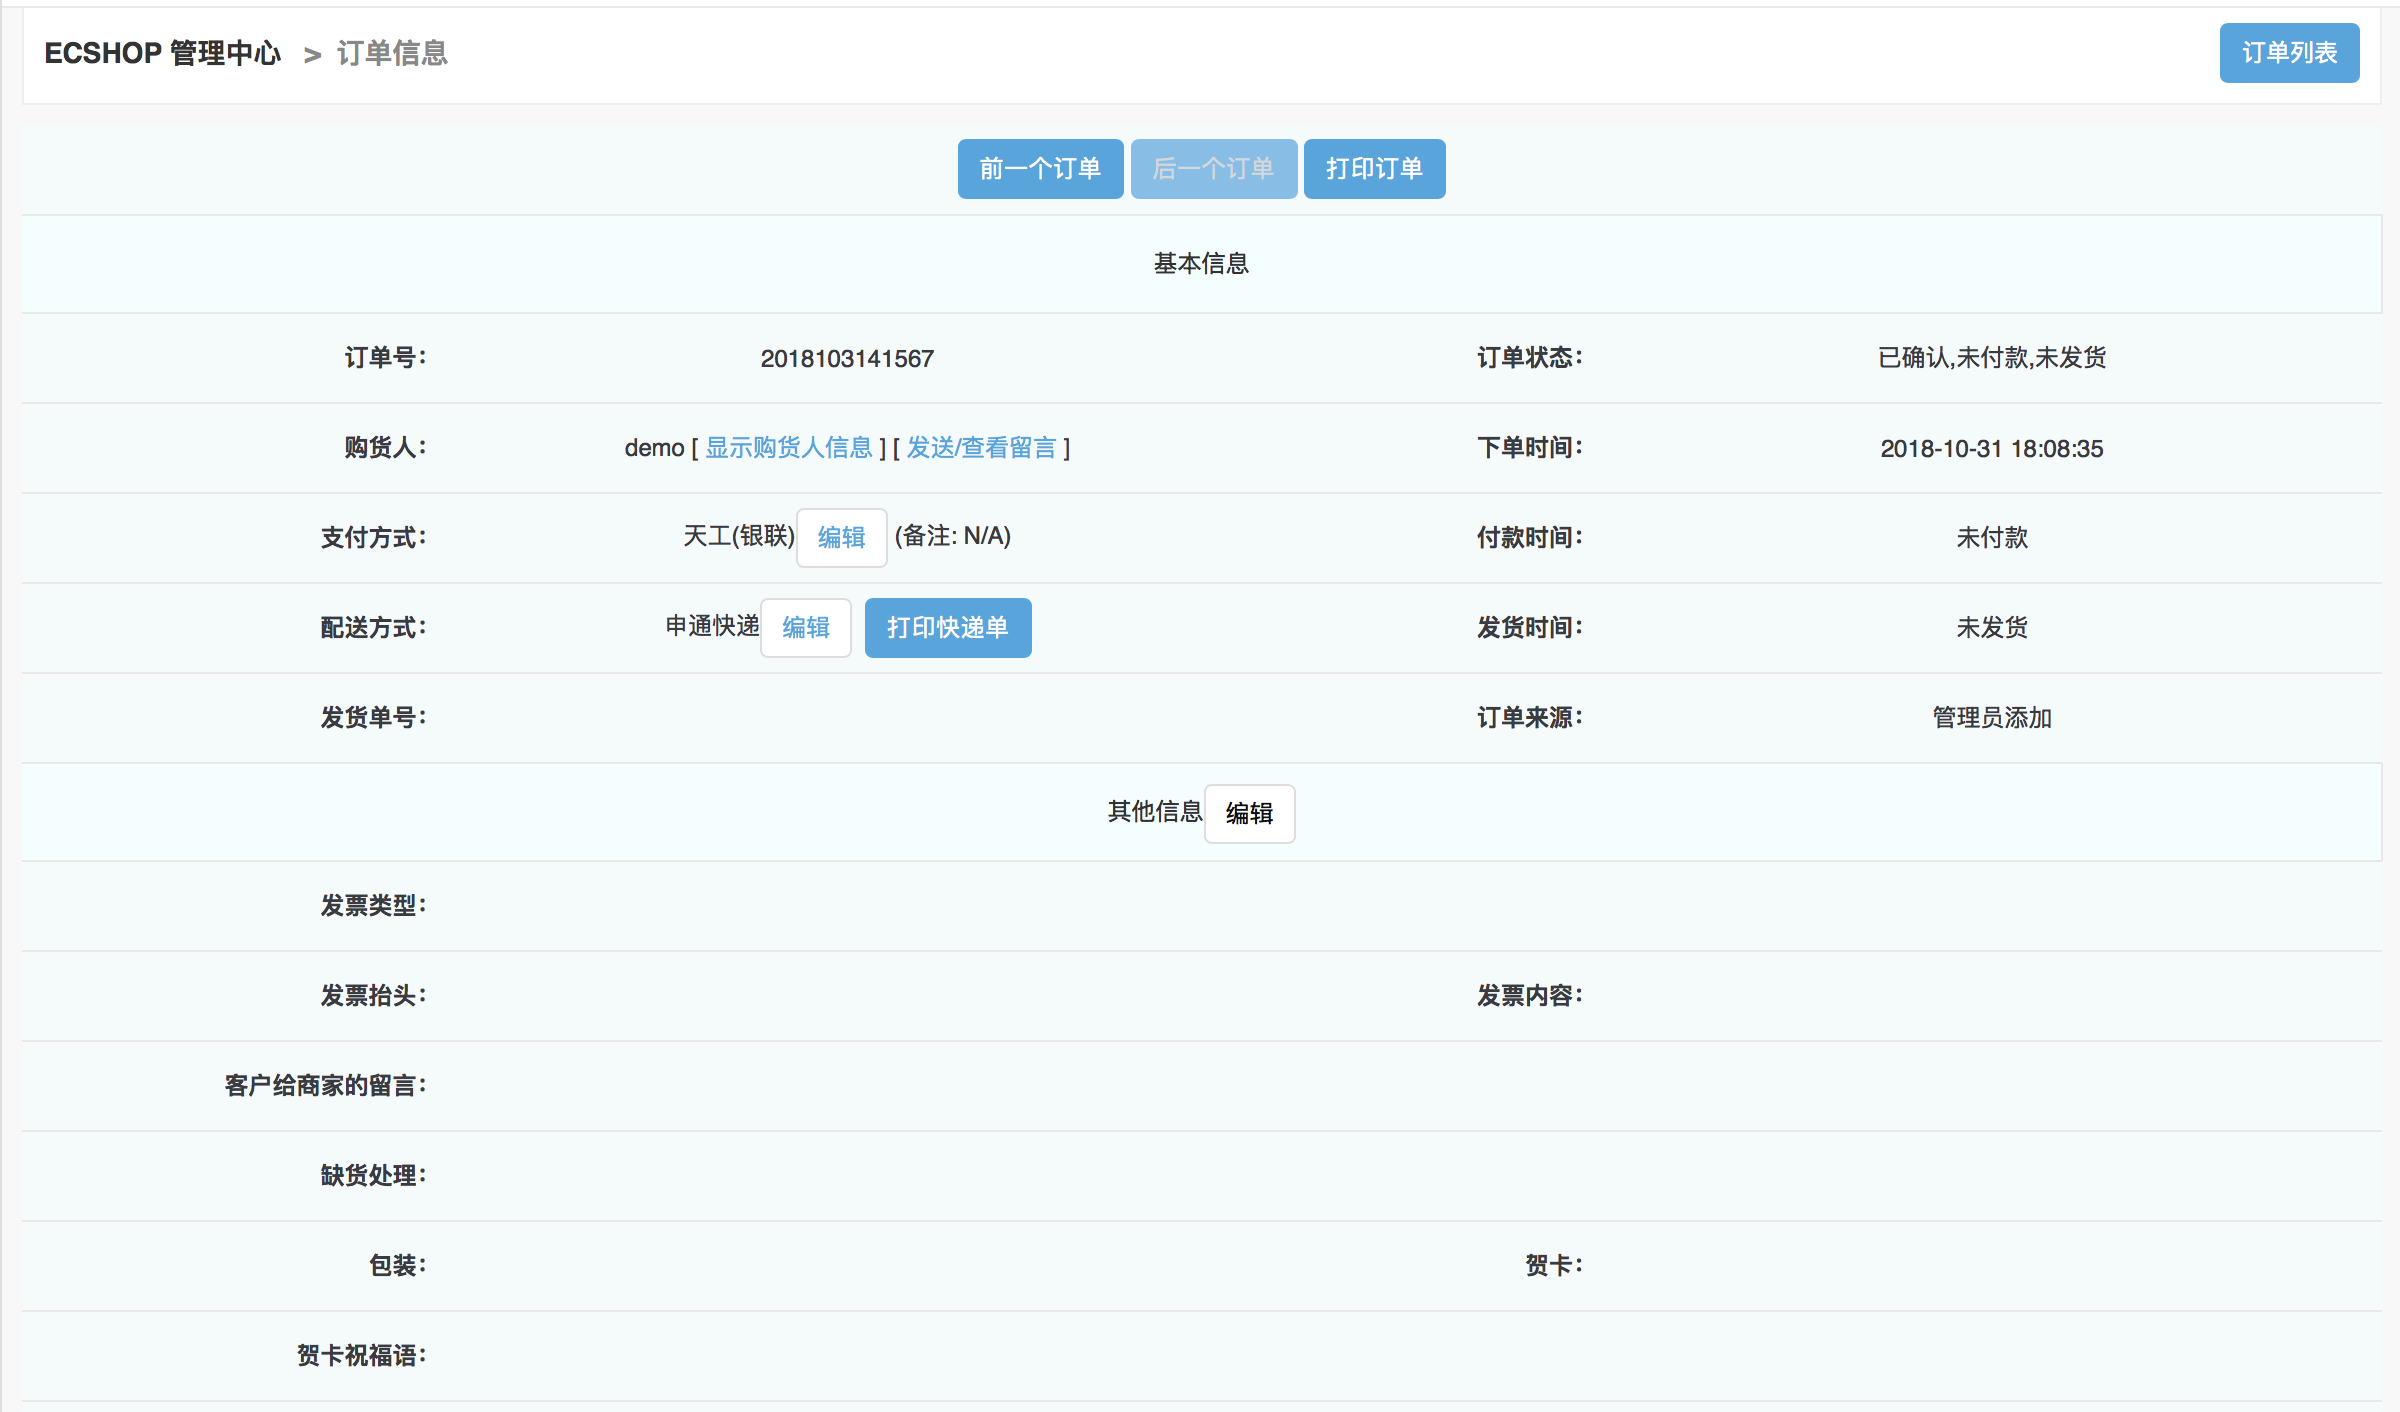 ECSHOP 管理中心 > 订单信息 订单列表
前一个订单 后一个订单 打印订单
基本信息
订单号： 2018103141567 订单状态： 已确认,未付款,未发货
购货人： demo [ 显示购货人信息 ] [ 发送/查看留言 ] 下单时间： 2018-10-31 18:08:35
支付方式： 天工(银联) 编辑 (备注: N/A) 付款时间： 未付款
配送方式： 申通快递 编辑 打印快递单 发货时间： 未发货
发货单号： 订单来源： 管理员添加
其他信息 编辑
发票类型：
发票抬头： 发票内容：
客户给商家的留言：
缺货处理：
包装： 贺卡：
贺卡祝福语：